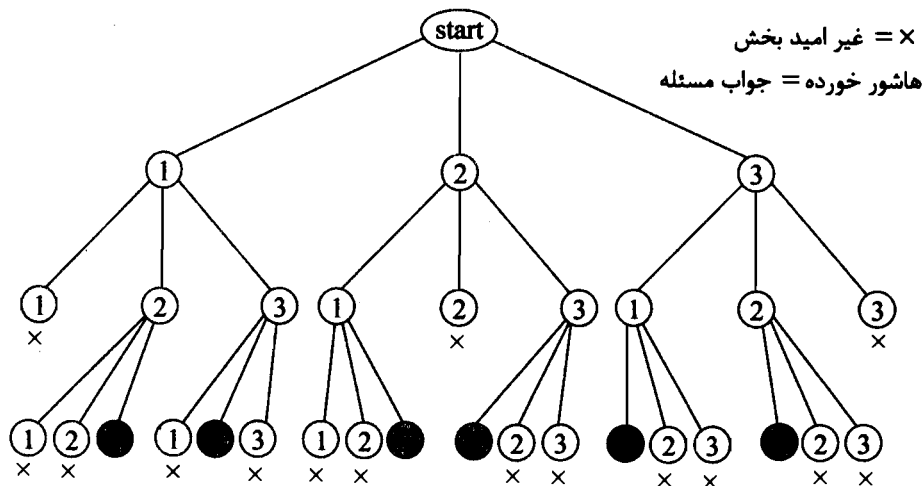 start
× = غیر امید بخش
هاشور خورده = جواب مسئله
1 2 3
1 2 3 1 2 3 1 2 3
× × ×
1 2 1 3 1 2 2 3 2 3 2 3
× × × × × × × × × × × ×